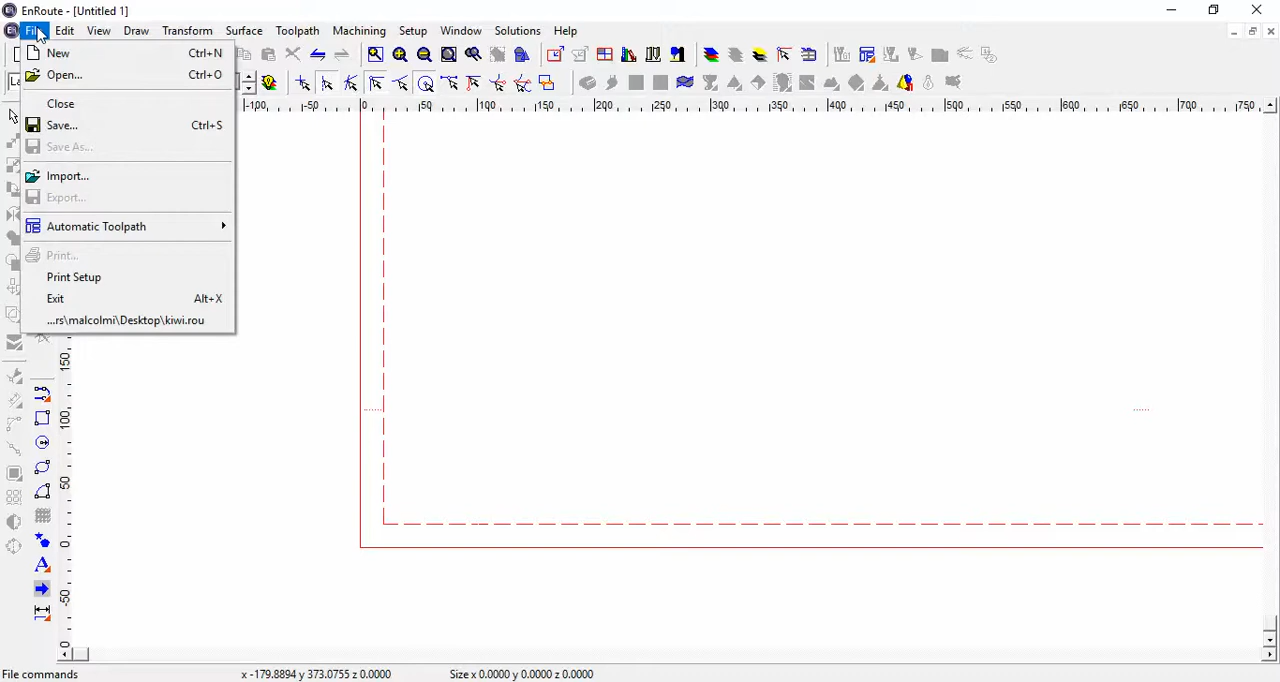 EnRoute - [Untitled 1]
Edit View Draw Transform Surface Toolpath Machining Setup Window Solutions Help
New Ctrl+N
Open... Ctrl+O
Close
Save... Ctrl+S
Save As...
Import...
Export...
Automatic Toolpath
Print...
Print Setup
Exit Alt+X
...rs\malcolmi\Desktop\kiwi.rou
-100 -50 0 50 100 150 200 250 300 350 400 450 500 550 600 650 700 750
150
100
50
0
-50
File commands x -179.8894 y 373.0755 z 0.0000 Size x 0.0000 y 0.0000 z 0.0000